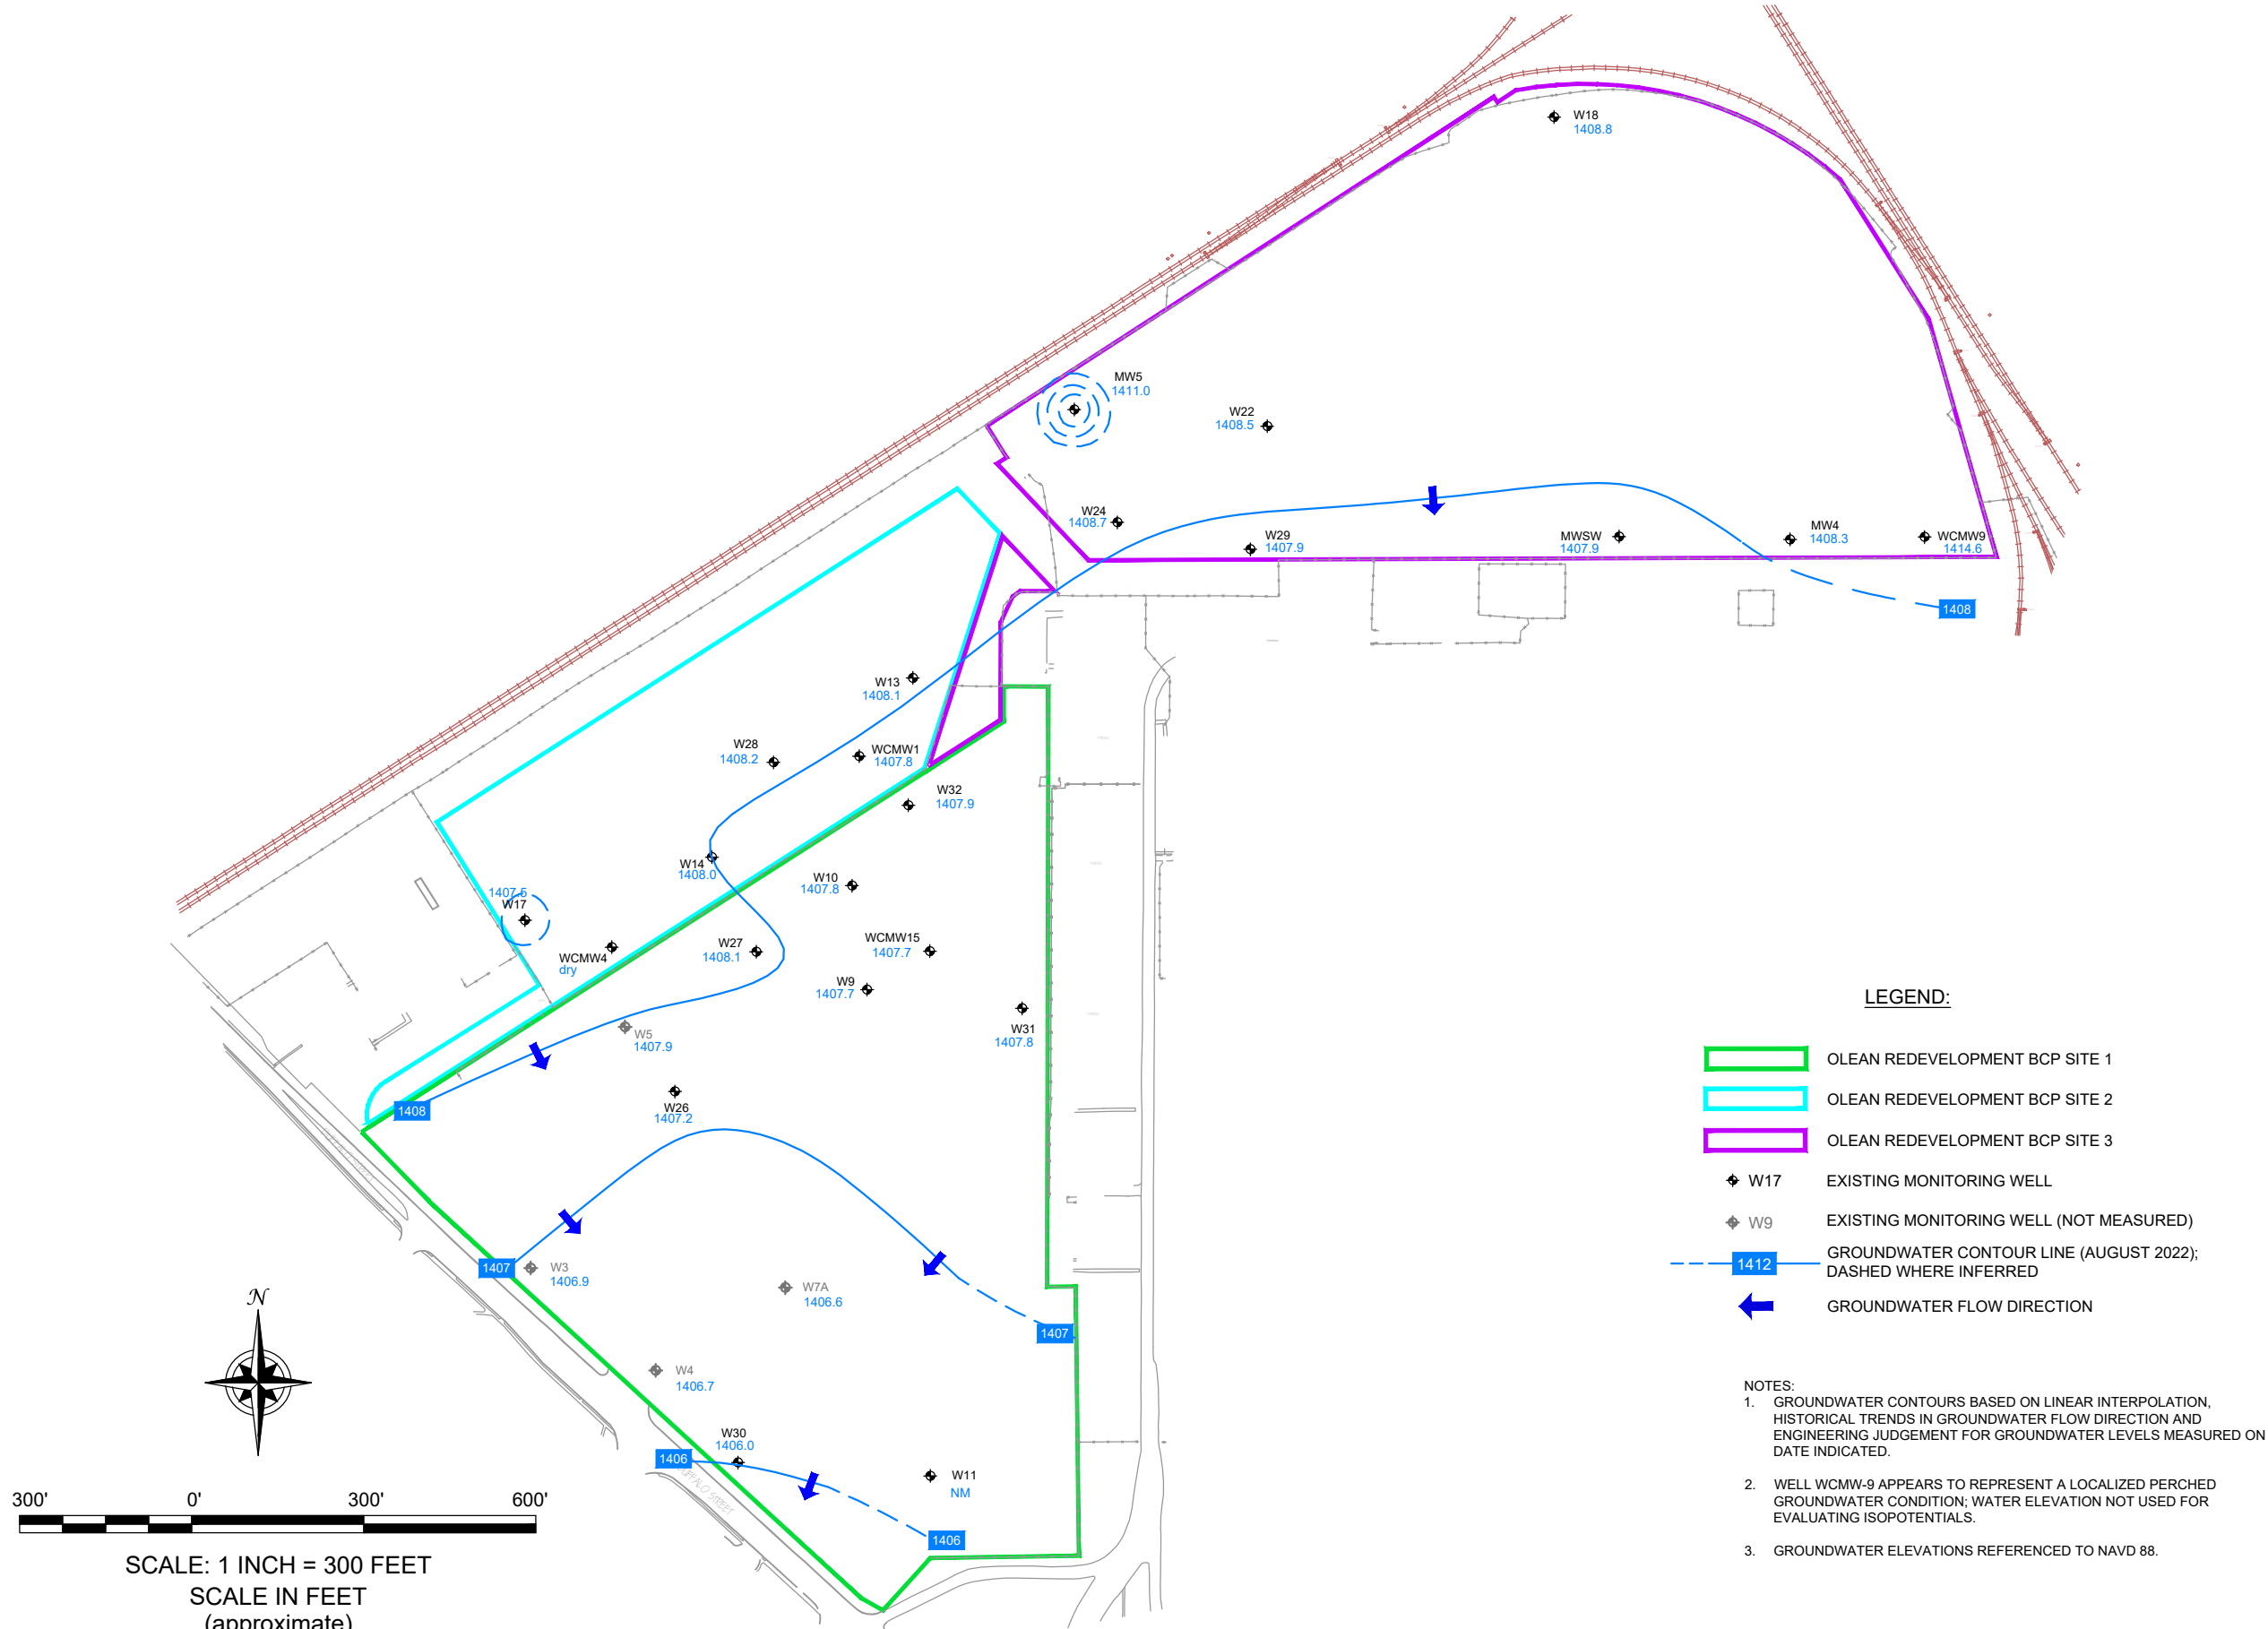 W18
1408.8
MW5
1411.0
W22
1408.5
W24
1408.7
W29
1407.9
MWSW
1407.9
MW4
1408.3
WCMW9
1414.6
1408
W13
1408.1
W28
1408.2
WCMW1
1407.8
W32
1407.9
W14
1408.0
W10
1407.8
1407.5
W17
WCMW4
dry
W27
1408.1
WCMW15
1407.7
W9
1407.7
W5
1407.9
W31
1407.8
1408
W26
1407.2
1407
W3
1406.9
W7A
1406.6
1407
W4
1406.7
W30
1406.0
1406
W11
NM
1406
BUFFALO STREET
N
300' 0' 300' 600'
SCALE: 1 INCH = 300 FEET
SCALE IN FEET
(approximate)
LEGEND:
OLEAN REDEVELOPMENT BCP SITE 1
OLEAN REDEVELOPMENT BCP SITE 2
OLEAN REDEVELOPMENT BCP SITE 3
W17 EXISTING MONITORING WELL
W9 EXISTING MONITORING WELL (NOT MEASURED)
1412 GROUNDWATER CONTOUR LINE (AUGUST 2022);
DASHED WHERE INFERRED
GROUNDWATER FLOW DIRECTION
NOTES:
1. GROUNDWATER CONTOURS BASED ON LINEAR INTERPOLATION,
HISTORICAL TRENDS IN GROUNDWATER FLOW DIRECTION AND
ENGINEERING JUDGEMENT FOR GROUNDWATER LEVELS MEASURED ON
DATE INDICATED.
2. WELL WCMW-9 APPEARS TO REPRESENT A LOCALIZED PERCHED
GROUNDWATER CONDITION; WATER ELEVATION NOT USED FOR
EVALUATING ISOPOTENTIALS.
3. GROUNDWATER ELEVATIONS REFERENCED TO NAVD 88.